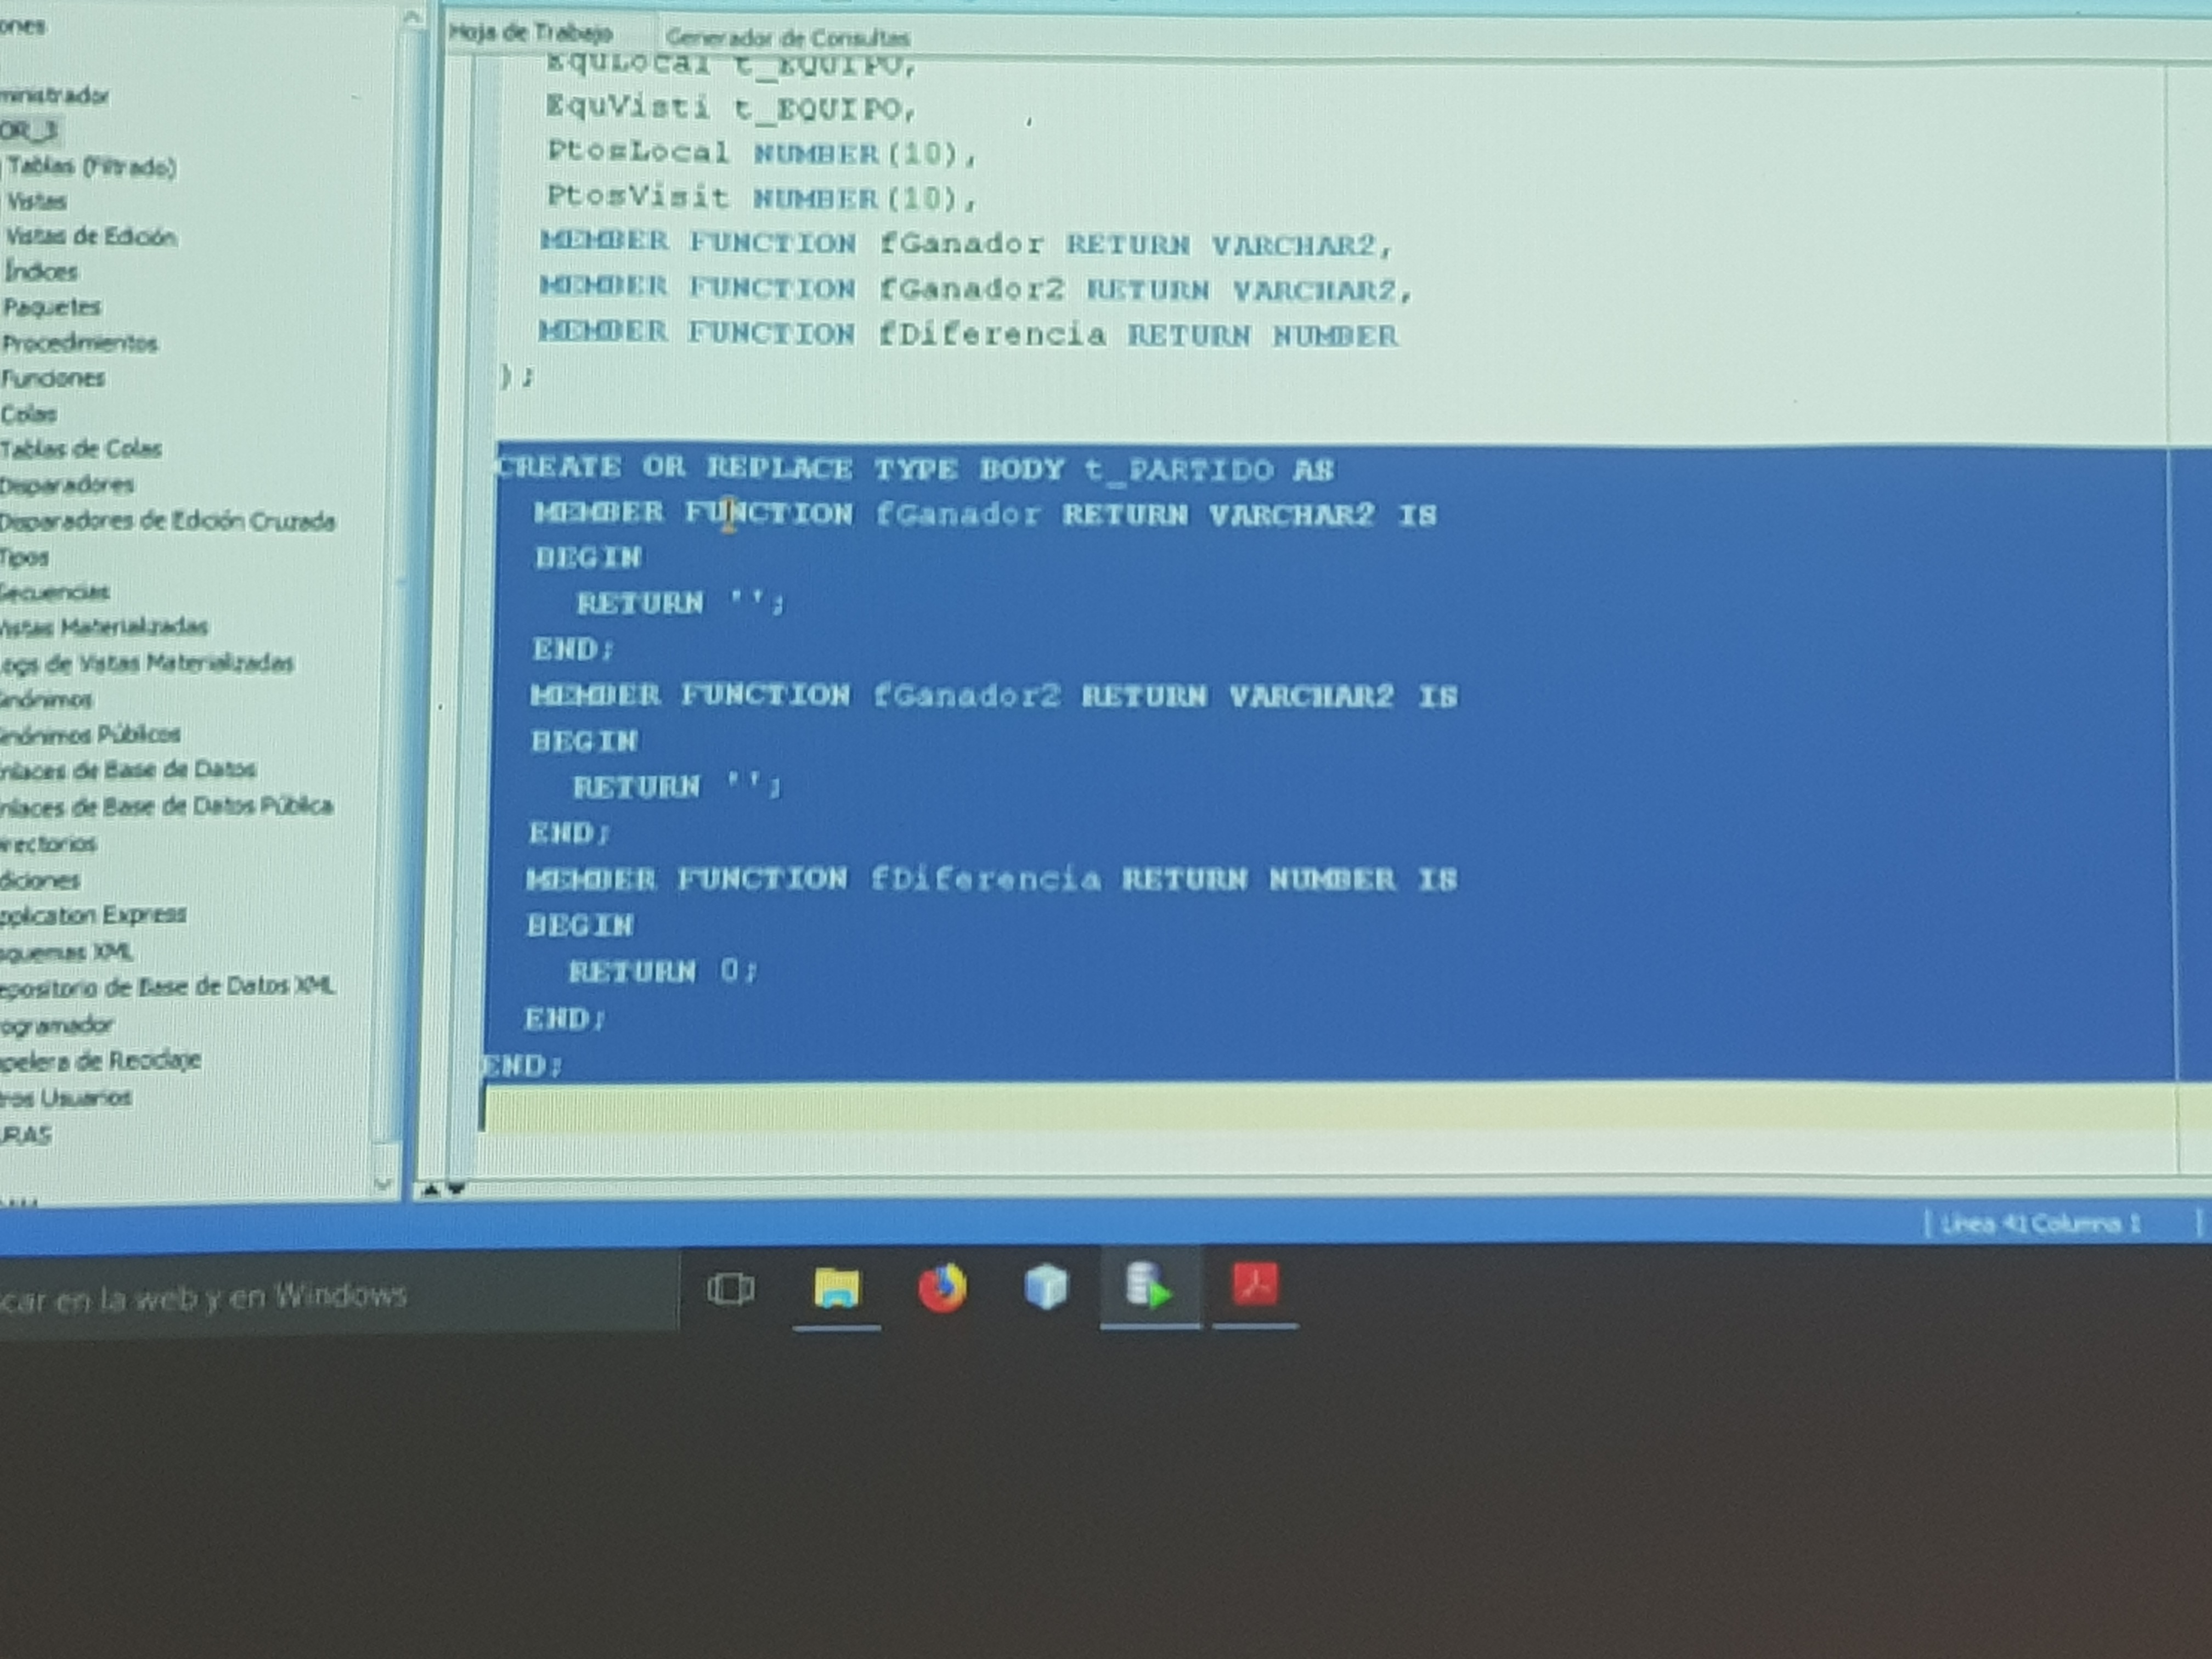 Hoja de Trabajo
Generador de Consultas
EquLocal t_EQUIPO,
EquVisti t_EQUIPO,
PtosLocal NUMBER(10),
PtosVisit NUMBER(10),
MEMBER FUNCTION fGanador RETURN VARCHAR2,
MEMBER FUNCTION fGanador2 RETURN VARCHAR2,
MEMBER FUNCTION fDiferencia RETURN NUMBER
);
CREATE OR REPLACE TYPE BODY t_PARTIDO AS
MEMBER FUNCTION fGanador RETURN VARCHAR2 IS
BEGIN
RETURN '';
END;
MEMBER FUNCTION fGanador2 RETURN VARCHAR2 IS
BEGIN
RETURN '';
END;
MEMBER FUNCTION fDiferencia RETURN NUMBER IS
BEGIN
RETURN 0;
END;
END;
ones
ministrador
OR_3
Tablas (Filtrado)
Vistas
Vistas de Edición
Índices
Paquetes
Procedimientos
Funciones
Colas
Tablas de Colas
Disparadores
Disparadores de Edición Cruzada
Tipos
Secuencias
Vistas Materializadas
Logs de Vistas Materializadas
inónimos
inónimos Públicos
nlaces de Base de Datos
nlaces de Base de Datos Pública
irectorios
diciones
pplication Express
squemas XML
epositorio de Base de Datos XML
ogramador
apelera de Reciclaje
tros Usuarios
URAS
Línea 41 Columna 1
car en la web y en Windows